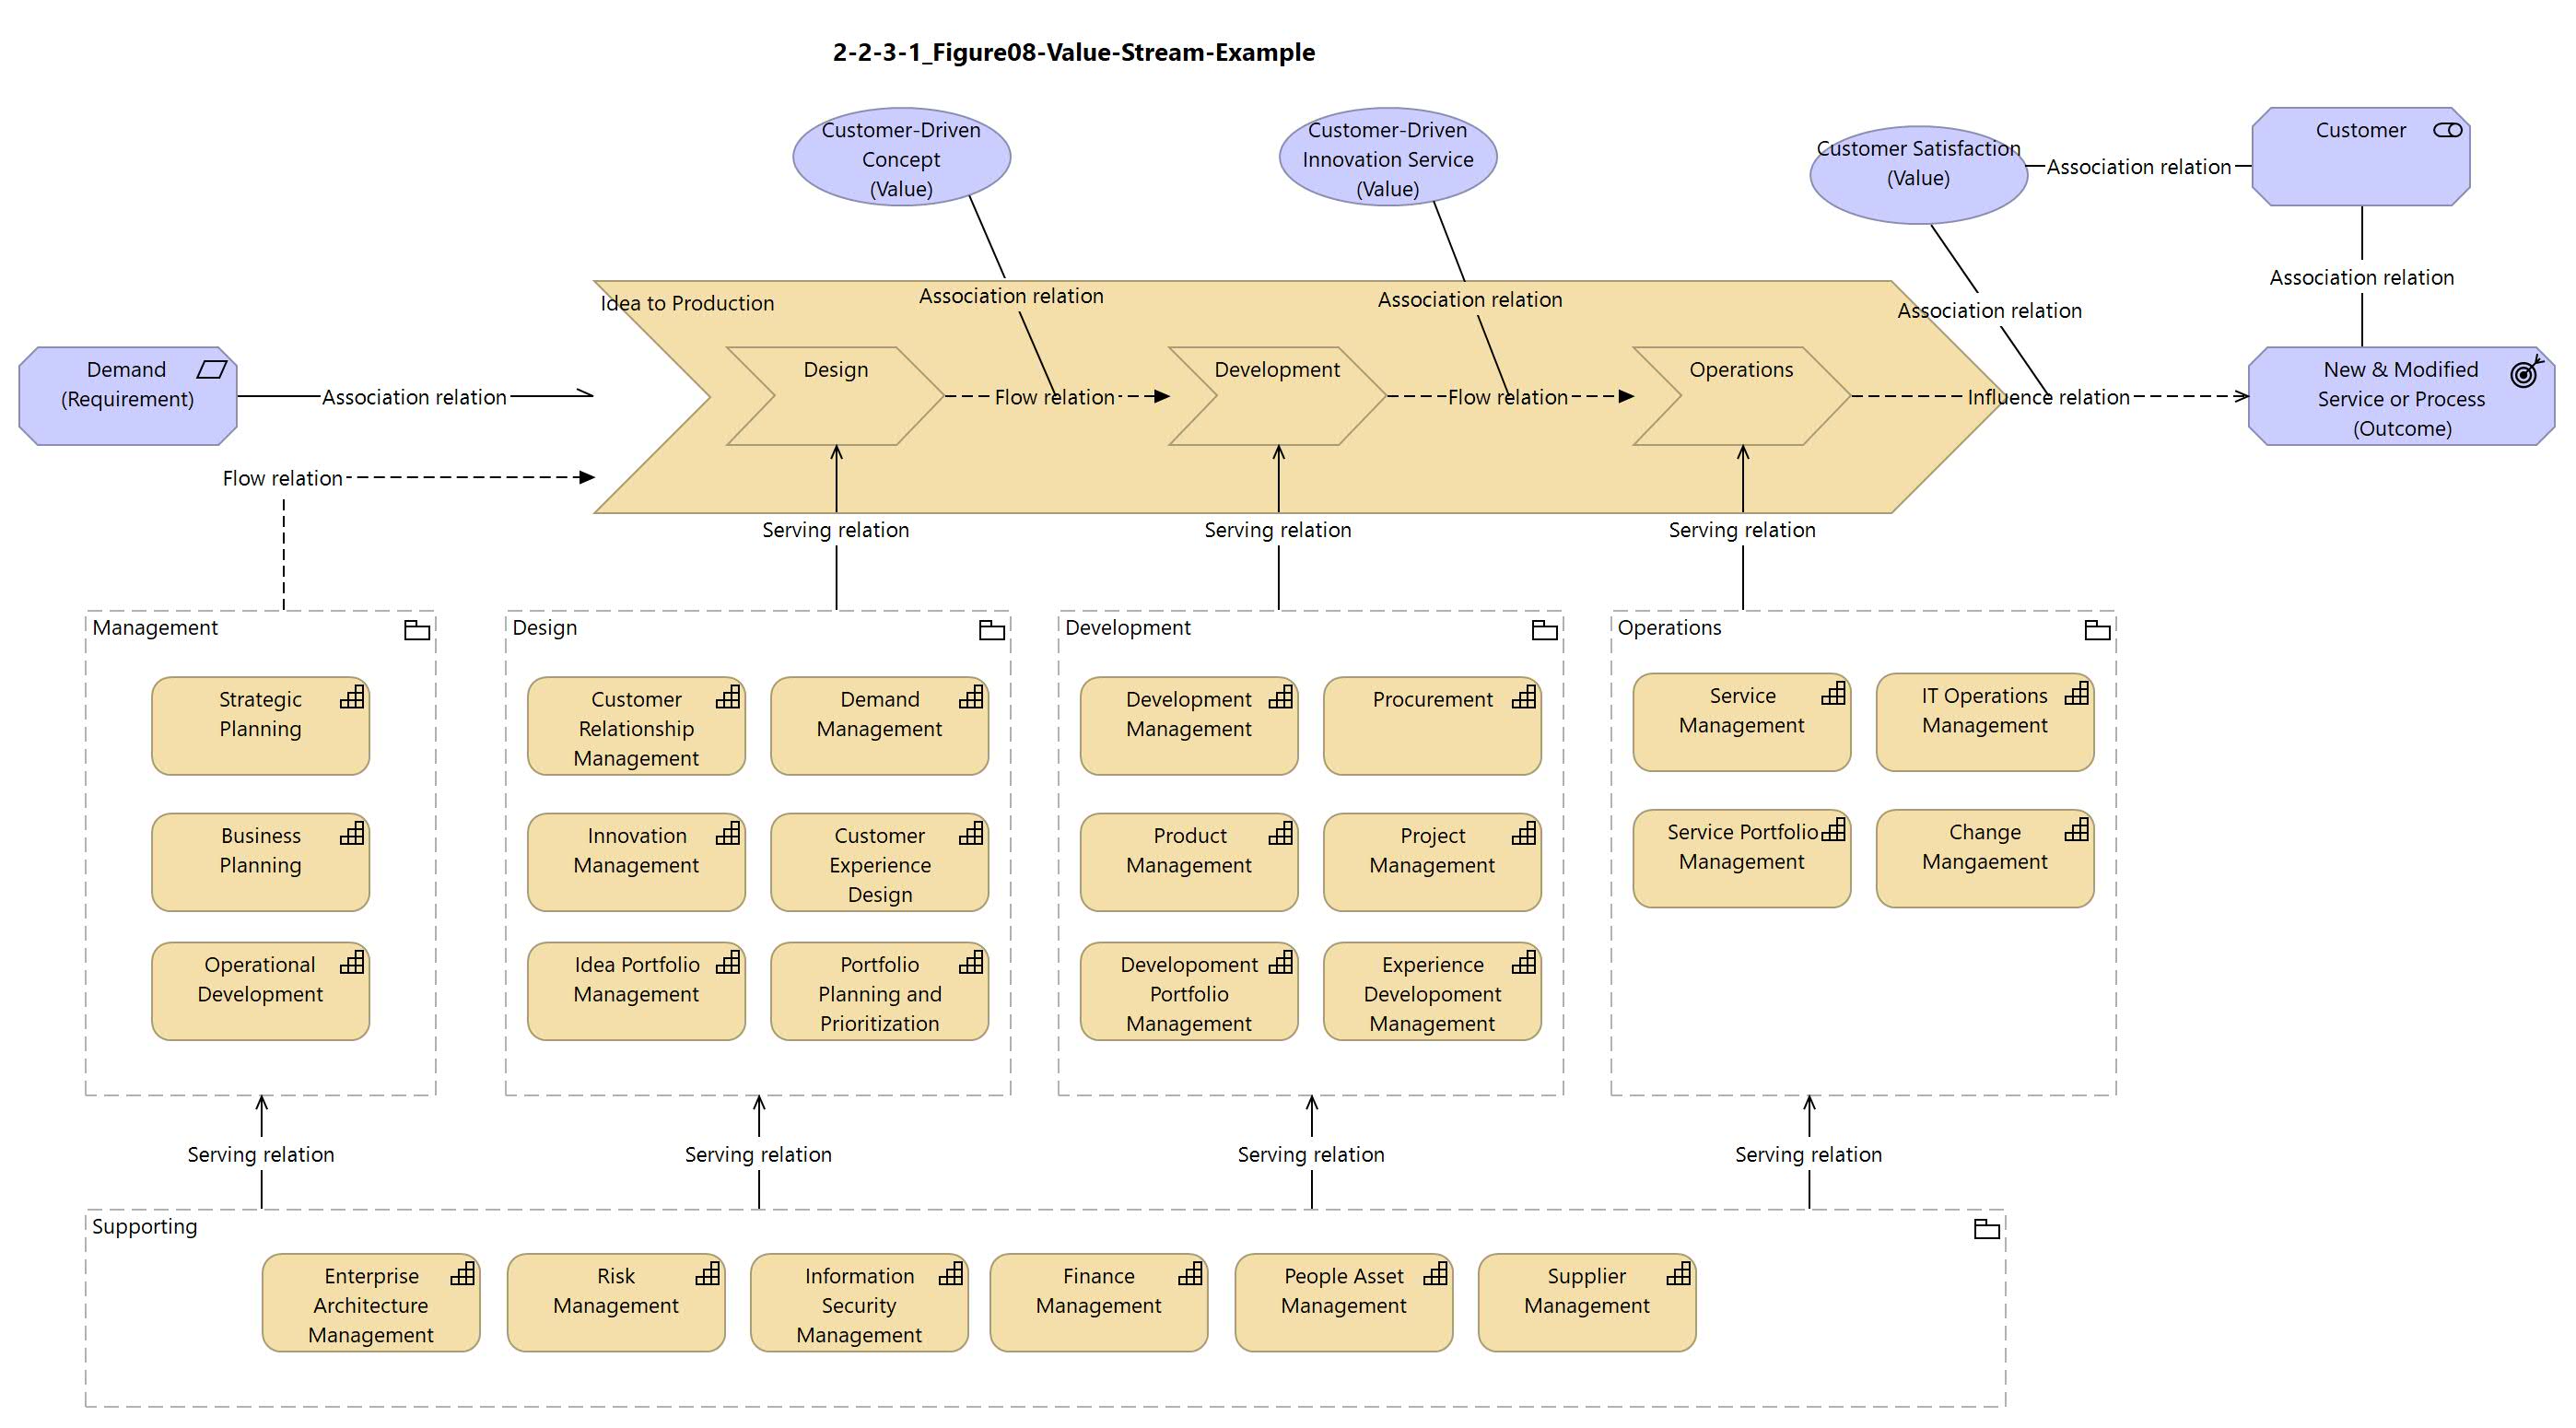 2-2-3-1_Figure08-Value-Stream-Example
Customer-Driven
Concept
(Value)
Customer-Driven
Innovation Service
(Value)
Customer Satisfaction
(Value)
Association relation
Customer
Association relation
Idea to Production
Association relation
Association relation
Association relation
Demand
(Requirement)
Association relation
Design
Flow relation
Development
Flow relation
Operations
Influence relation
New & Modified
Service or Process
(Outcome)
Flow relation
Serving relation
Serving relation
Serving relation
Management
Strategic
Planning
Business
Planning
Operational
Development
Design
Customer
Relationship
Management
Demand
Management
Innovation
Management
Customer
Experience
Design
Idea Portfolio
Management
Portfolio
Planning and
Prioritization
Development
Development
Management
Procurement
Product
Management
Project
Management
Developoment
Portfolio
Management
Experience
Developoment
Management
Operations
Service
Management
IT Operations
Management
Service Portfolio
Management
Change
Mangaement
Serving relation
Serving relation
Serving relation
Serving relation
Supporting
Enterprise
Architecture
Management
Risk
Management
Information
Security
Management
Finance
Management
People Asset
Management
Supplier
Management